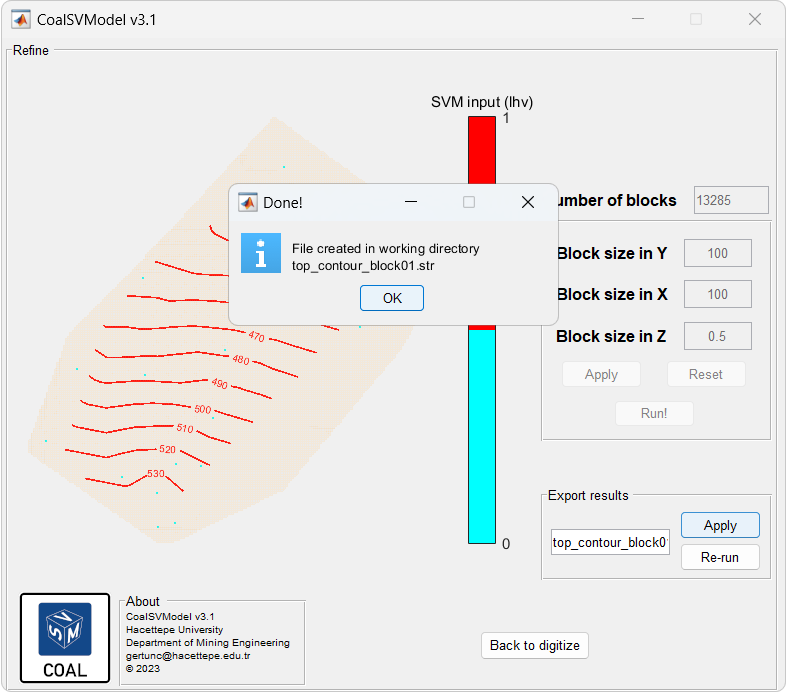 CoalSVModel v3.1
Refine
SVM input (lhv)
1
Done!
File created in working directory
top_contour_block01.str
OK
umber of blocks
13285
Block size in Y
100
Block size in X
100
Block size in Z
0.5
Apply
Reset
Run!
470
480
490
500
510
520
530
0
Export results
top_contour_block0
Apply
Re-run
Back to digitize
SVM
COAL
About
CoalSVModel v3.1
Hacettepe University
Department of Mining Engineering
gertunc@hacettepe.edu.tr
© 2023